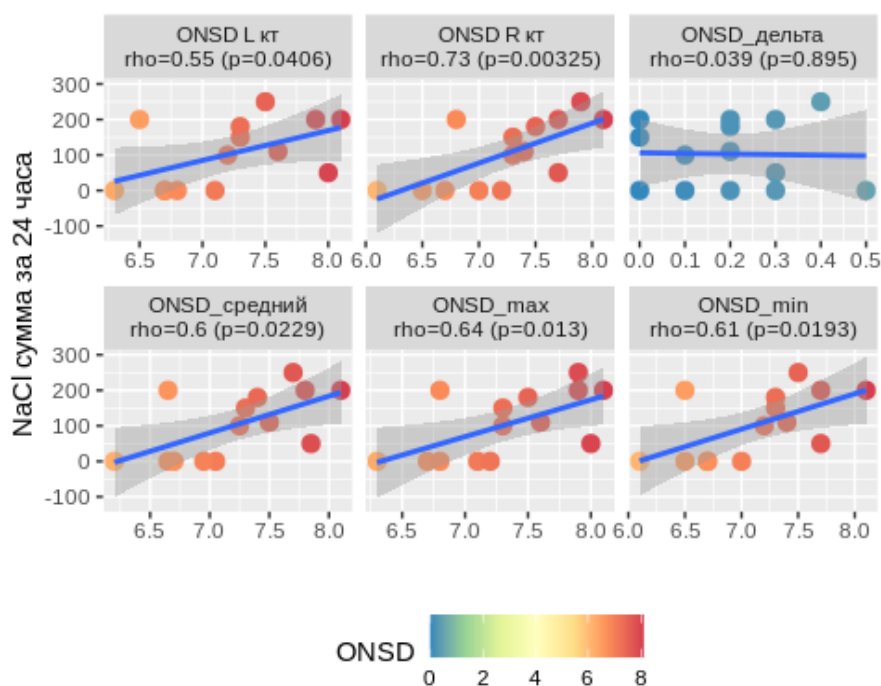 ONSD L кт
rho=0.55 (p=0.0406)
ONSD R кт
rho=0.73 (p=0.00325)
ONSD_дельта
rho=0.039 (p=0.895)
300
200
100
0
-100
6.5 7.0 7.5 8.0
6.0 6.5 7.0 7.5 8.0
0.0 0.1 0.2 0.3 0.4 0.5
NaCl сумма за 24 часа
ONSD_средний
rho=0.6 (p=0.0229)
ONSD_max
rho=0.64 (p=0.013)
ONSD_min
rho=0.61 (p=0.0193)
300
200
100
0
-100
6.5 7.0 7.5 8.0
6.5 7.0 7.5 8.0
6.0 6.5 7.0 7.5 8.0
ONSD
0 2 4 6 8